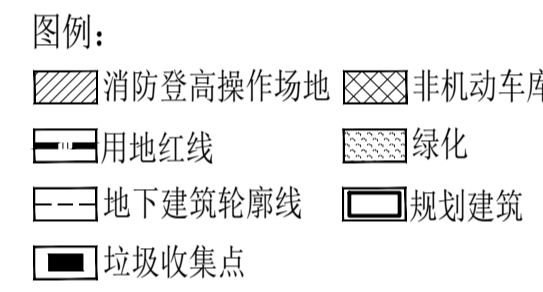 图例：
消防登高操作场地 非机动车库
用地红线 绿化
地下建筑轮廓线 规划建筑
垃圾收集点